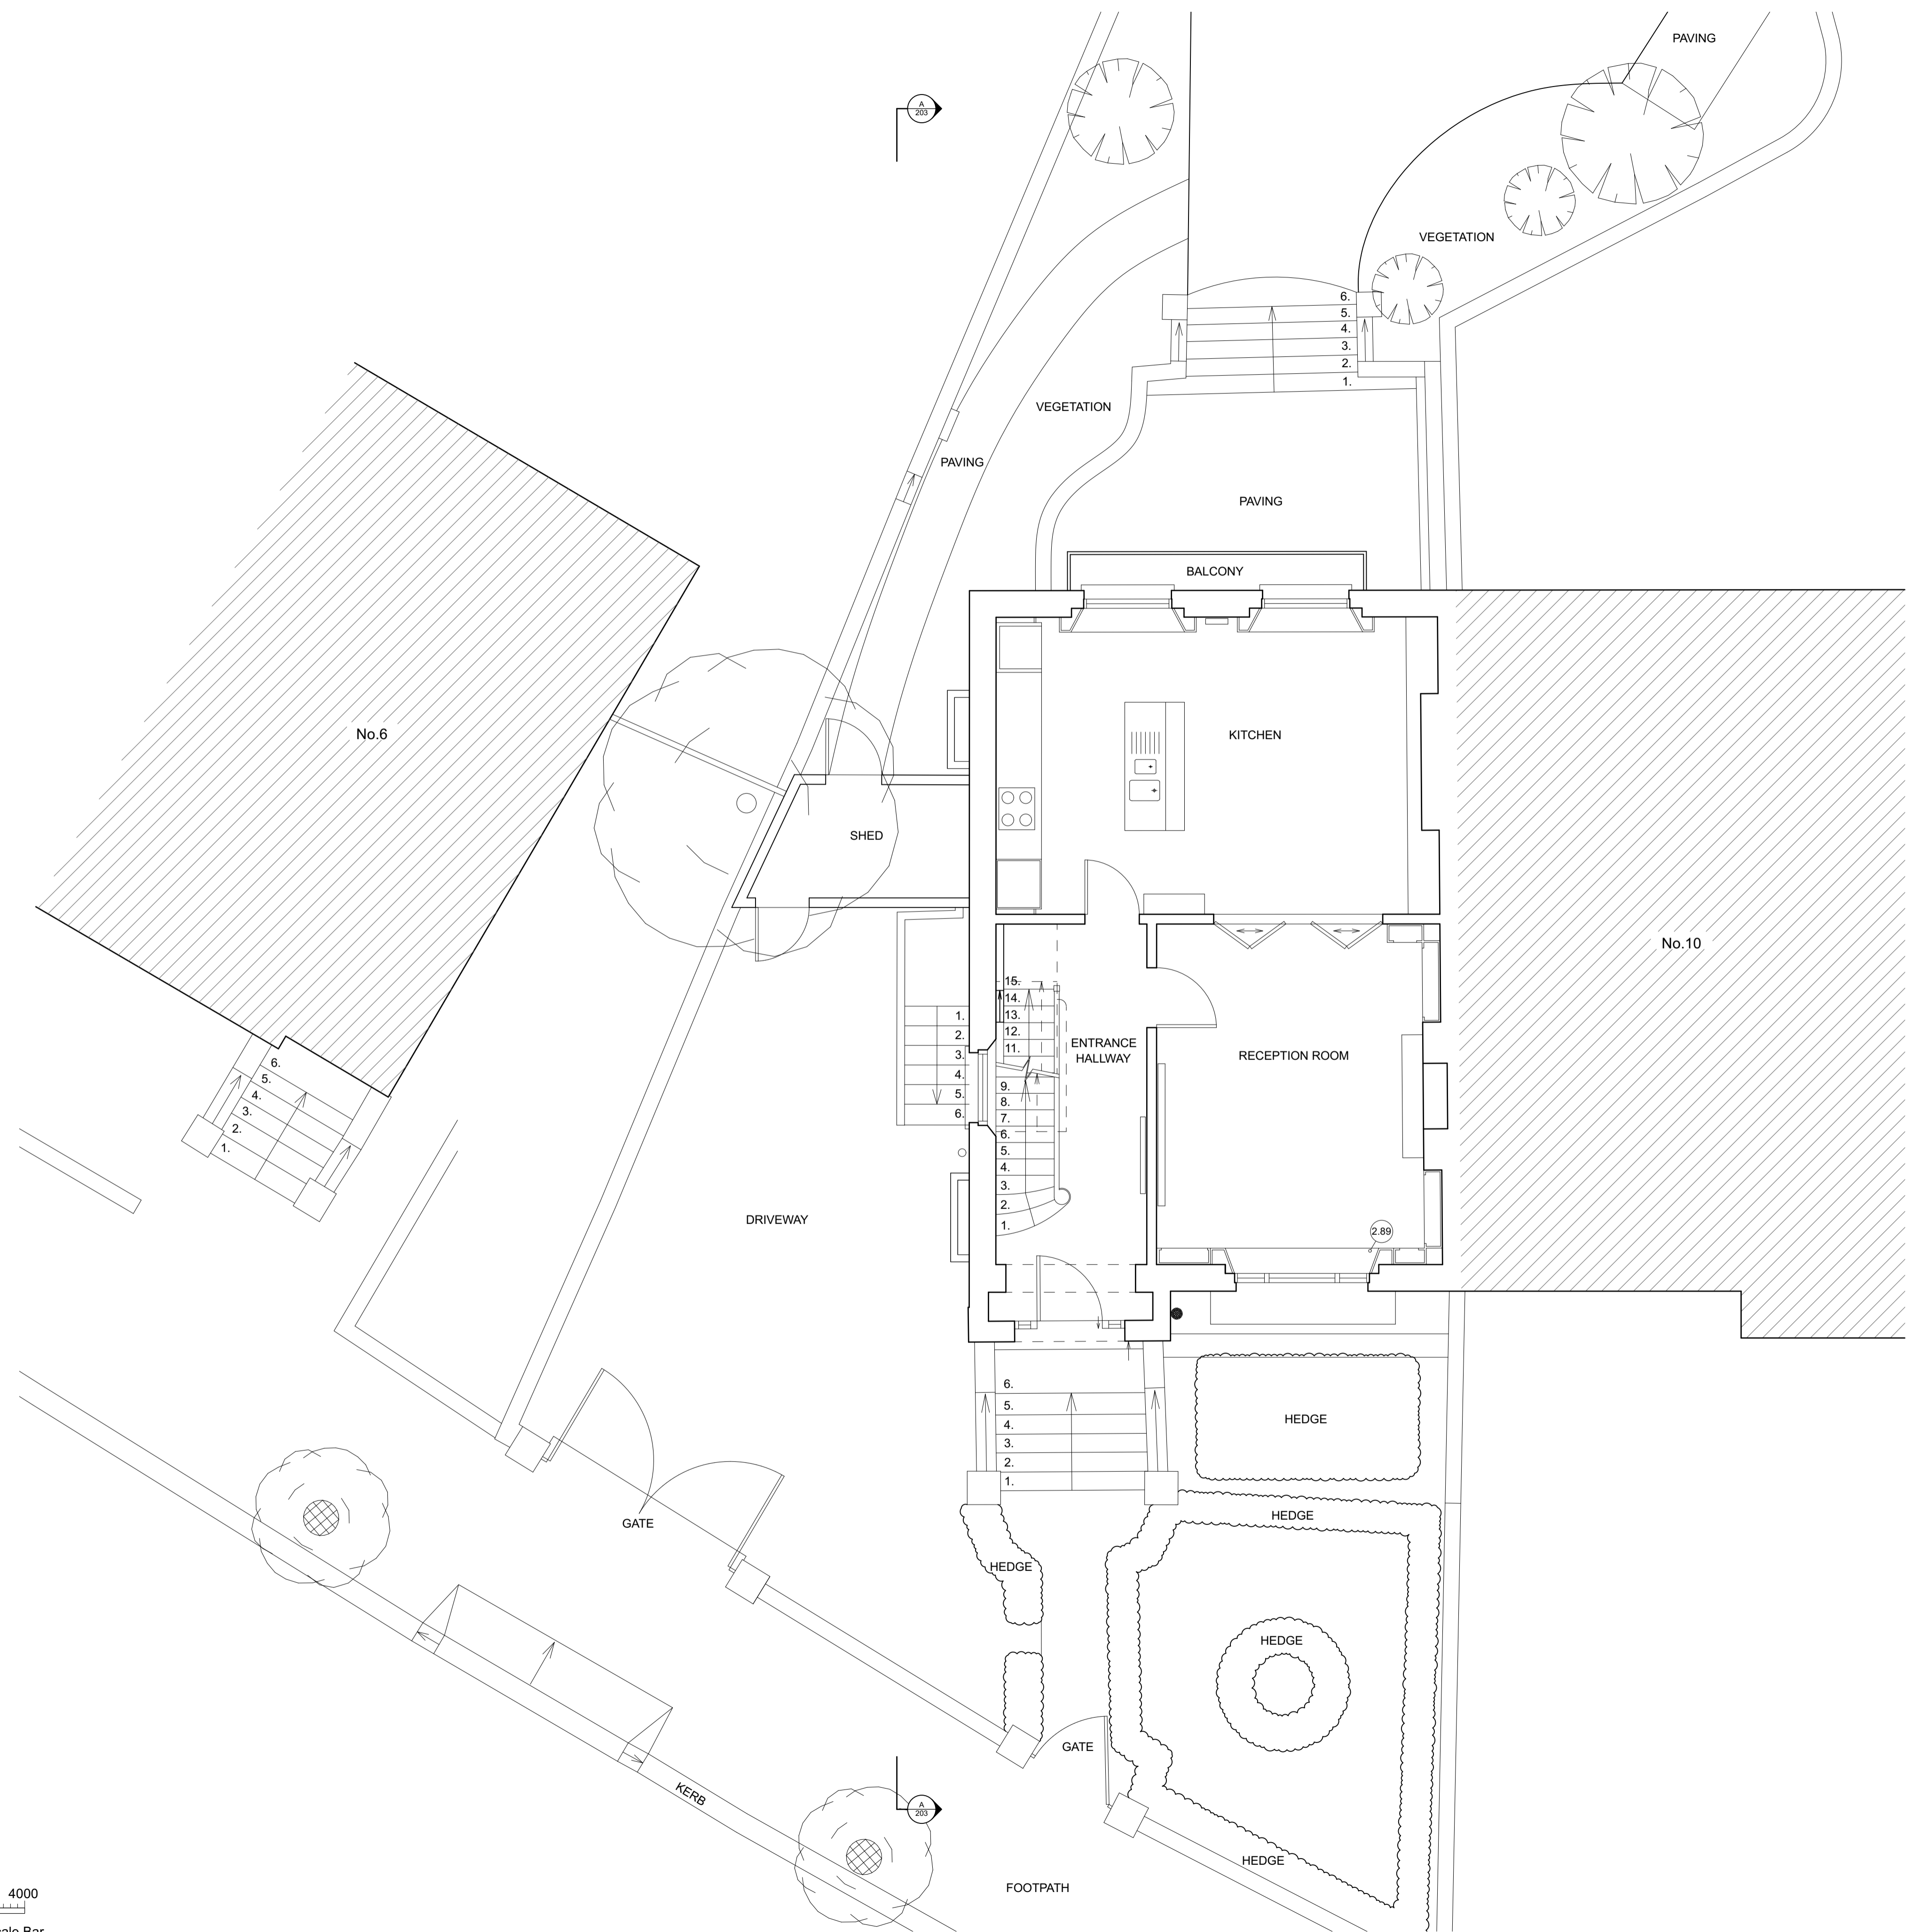 PAVING
A
203
VEGETATION
6.
5.
4.
3.
2.
1.
VEGETATION
PAVING
PAVING
BALCONY
No.6
KITCHEN
SHED
No.10
15.
14.
13.
12.
11.
9.
8.
7.
6.
5.
4.
3.
2.
1.
1.
2.
3.
4.
5.
6.
ENTRANCE
HALLWAY
RECEPTION ROOM
6.
5.
4.
3.
2.
1.
DRIVEWAY
2.89
6.
5.
4.
3.
2.
1.
HEDGE
HEDGE
GATE
HEDGE
HEDGE
GATE
KERB
A
203
HEDGE
FOOTPATH
4000
Bar